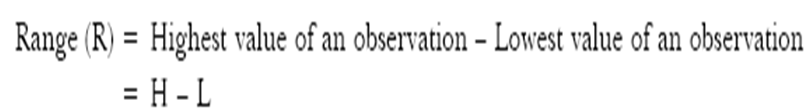 Range (R) = Highest value of an observation – Lowest value of an observation
= H – L